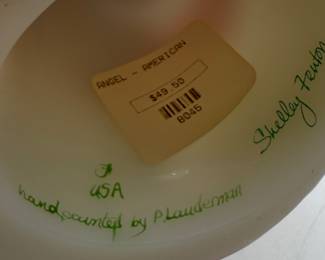 ANGEL - AMERICAN
$49.50
8045
Shelley Fenton
USA
handpainted by P Lauderman